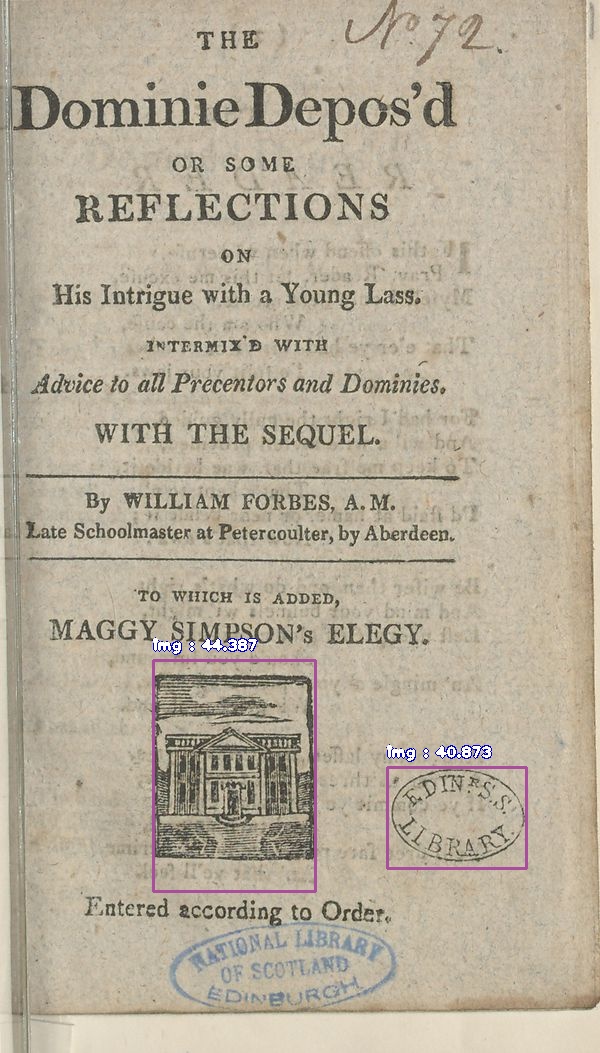 No. 72.
THE
Dominie Depos'd
OR SOME
REFLECTIONS
ON
His Intrigue with a Young Lass.
INTERMIX'D WITH
Advice to all Precentors and Dominies.
WITH THE SEQUEL.
By WILLIAM FORBES, A.M.
Late Schoolmaster at Petercoulter, by Aberdeen.
TO WHICH IS ADDED,
MAGGY SIMPSON's ELEGY.
img : 44.387
img : 40.873
EDINR. S.S.
LIBRARY.
Entered according to Order.
NATIONAL LIBRARY
OF SCOTLAND
EDINBURGH